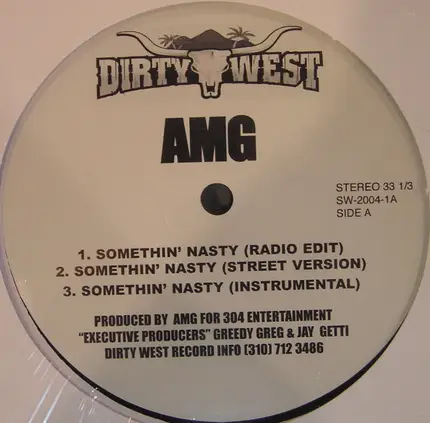 DIRTY WEST
AMG
STEREO 33 1/3
SW-2004-1A
SIDE A
1. SOMETHIN' NASTY (RADIO EDIT)
2. SOMETHIN' NASTY (STREET VERSION)
3. SOMETHIN' NASTY (INSTRUMENTAL)
PRODUCED BY AMG FOR 304 ENTERTAINMENT
"EXECUTIVE PRODUCERS" GREEDY GREG & JAY GETTI
DIRTY WEST RECORD INFO (310) 712 3486